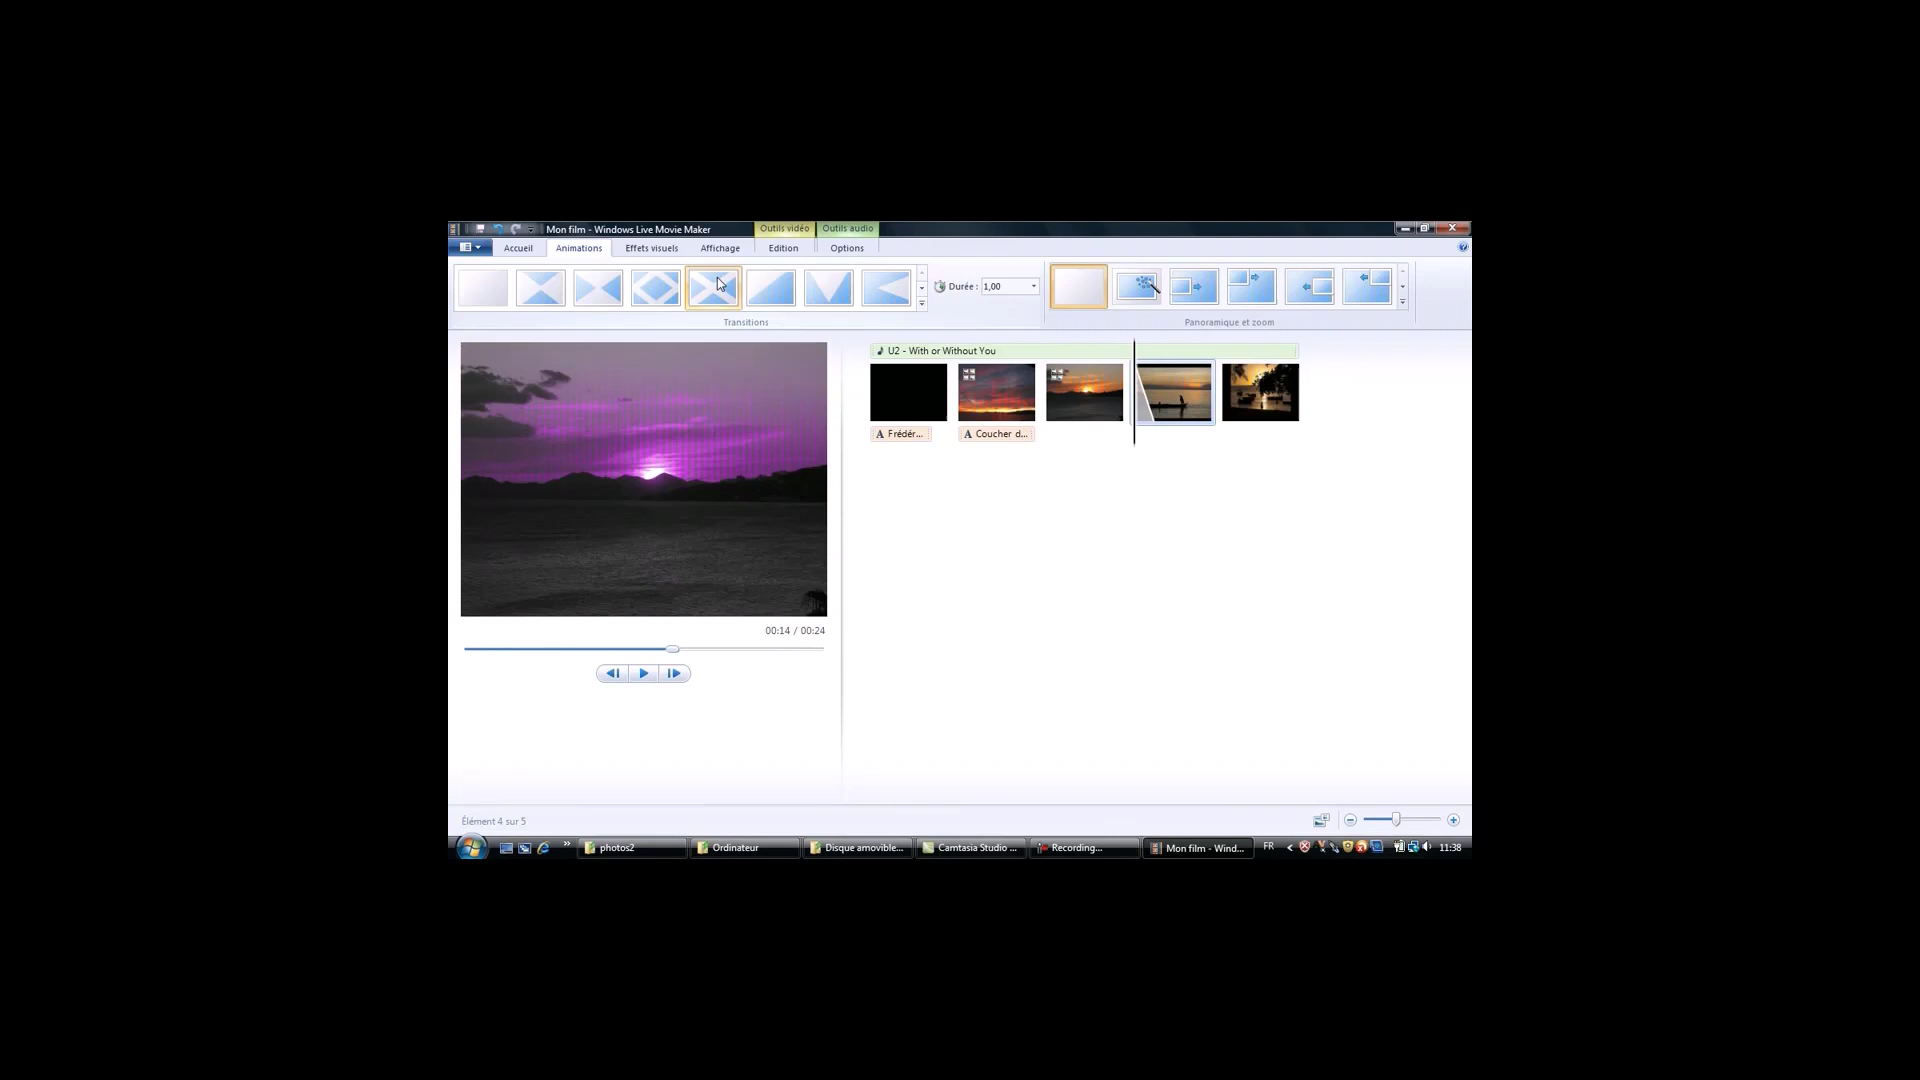 Mon film - Windows Live Movie Maker
Outils vidéo
Outils audio
Accueil
Animations
Effets visuels
Affichage
Edition
Options
Durée :
1,00
Transitions
Panoramique et zoom
U2 - With or Without You
A Frédér...
A Coucher d...
00:14 / 00:24
Élément 4 sur 5
photos2
Ordinateur
Disque amovible...
Camtasia Studio ...
Recording...
Mon film - Wind...
FR
11:38